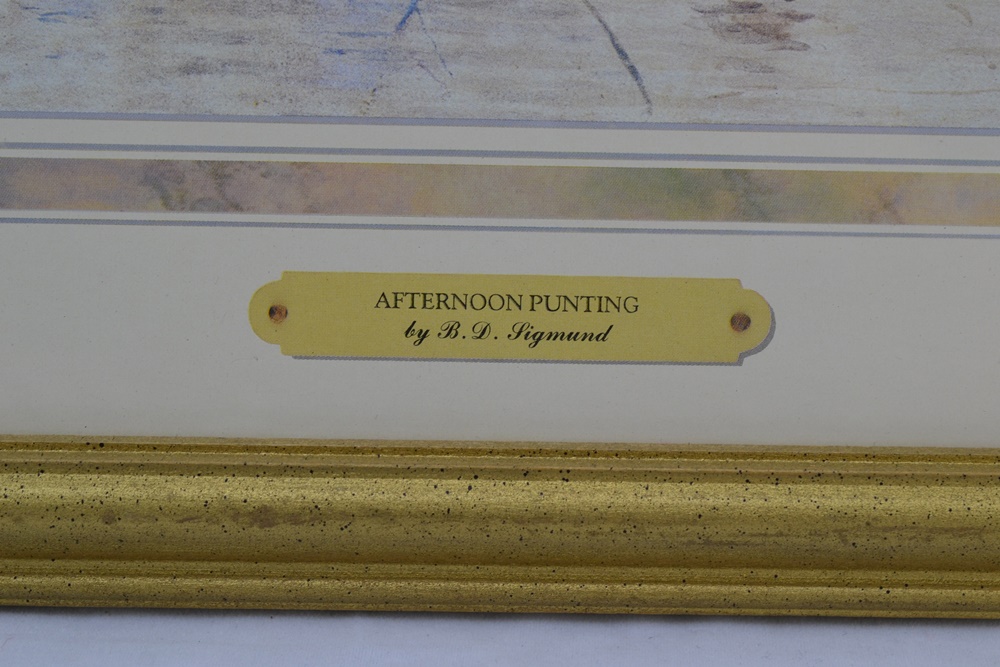 AFTERNOON PUNTING
by B. D. Sigmund